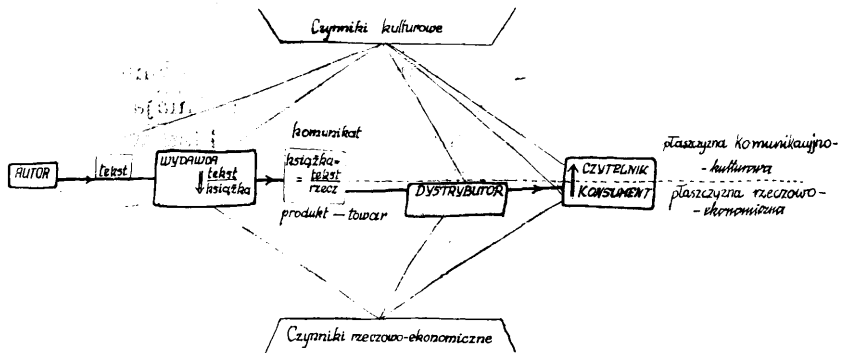 Czynniki kulturowe
komunikat
płaszczyzna komunikacyjno-
-kulturowa
AUTOR
tekst
WYDAWCA
tekst
książka
książka =
= tekst
rzecz
DYSTRYBUTOR
CZYTELNIK
KONSUMENT
płaszczyzna rzeczowo-
-ekonomiczna
produkt — towar
Czynniki rzeczowo-ekonomiczne